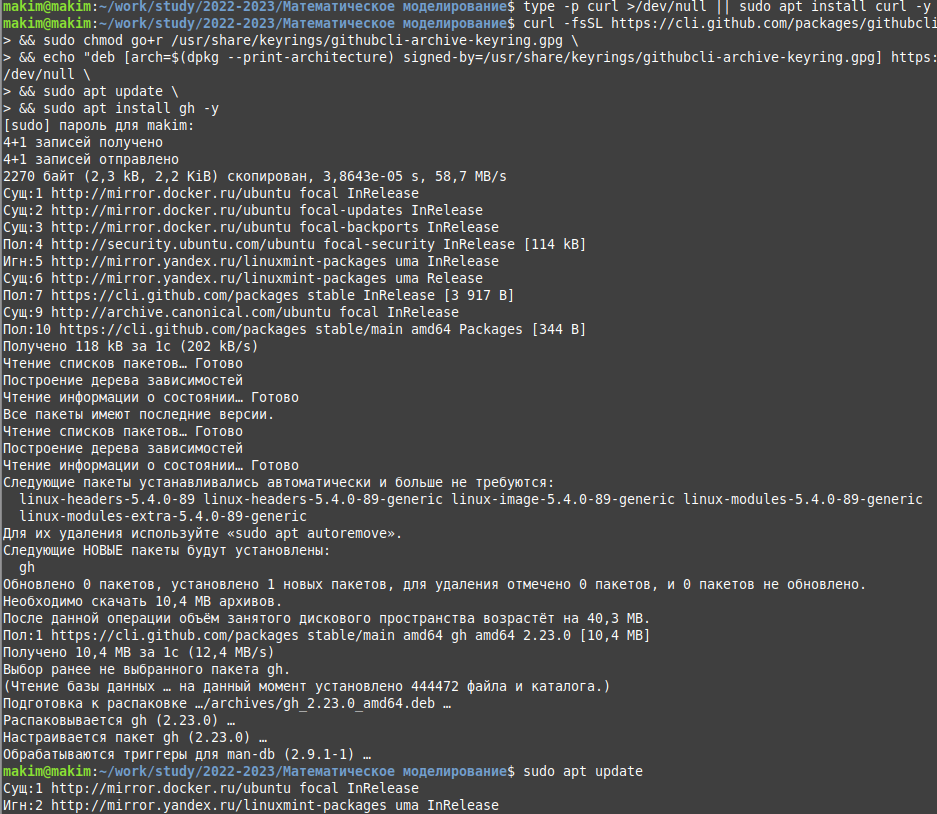 makim@makim:~/work/study/2022-2023/Математическое моделирование$ type -p curl >/dev/null || sudo apt install curl -y
makim@makim:~/work/study/2022-2023/Математическое моделирование$ curl -fsSL https://cli.github.com/packages/githubcli
> && sudo chmod go+r /usr/share/keyrings/githubcli-archive-keyring.gpg \
> && echo "deb [arch=$(dpkg --print-architecture) signed-by=/usr/share/keyrings/githubcli-archive-keyring.gpg] https:
/dev/null \
> && sudo apt update \
> && sudo apt install gh -y
[sudo] пароль для makim:
4+1 записей получено
4+1 записей отправлено
2270 байт (2,3 kB, 2,2 KiB) скопирован, 3,8643e-05 s, 58,7 MB/s
Сущ:1 http://mirror.docker.ru/ubuntu focal InRelease
Сущ:2 http://mirror.docker.ru/ubuntu focal-updates InRelease
Сущ:3 http://mirror.docker.ru/ubuntu focal-backports InRelease
Пол:4 http://security.ubuntu.com/ubuntu focal-security InRelease [114 kB]
Игн:5 http://mirror.yandex.ru/linuxmint-packages uma InRelease
Сущ:6 http://mirror.yandex.ru/linuxmint-packages uma Release
Пол:7 https://cli.github.com/packages stable InRelease [3 917 B]
Сущ:9 http://archive.canonical.com/ubuntu focal InRelease
Пол:10 https://cli.github.com/packages stable/main amd64 Packages [344 B]
Получено 118 kB за 1с (202 kB/s)
Чтение списков пакетов… Готово
Построение дерева зависимостей
Чтение информации о состоянии… Готово
Все пакеты имеют последние версии.
Чтение списков пакетов… Готово
Построение дерева зависимостей
Чтение информации о состоянии… Готово
Следующие пакеты устанавливались автоматически и больше не требуются:
  linux-headers-5.4.0-89 linux-headers-5.4.0-89-generic linux-image-5.4.0-89-generic linux-modules-5.4.0-89-generic
  linux-modules-extra-5.4.0-89-generic
Для их удаления используйте «sudo apt autoremove».
Следующие НОВЫЕ пакеты будут установлены:
  gh
Обновлено 0 пакетов, установлено 1 новых пакетов, для удаления отмечено 0 пакетов, и 0 пакетов не обновлено.
Необходимо скачать 10,4 MB архивов.
После данной операции объём занятого дискового пространства возрастёт на 40,3 MB.
Пол:1 https://cli.github.com/packages stable/main amd64 gh amd64 2.23.0 [10,4 MB]
Получено 10,4 MB за 1с (12,4 MB/s)
Выбор ранее не выбранного пакета gh.
(Чтение базы данных … на данный момент установлено 444472 файла и каталога.)
Подготовка к распаковке …/archives/gh_2.23.0_amd64.deb …
Распаковывается gh (2.23.0) …
Настраивается пакет gh (2.23.0) …
Обрабатываются триггеры для man-db (2.9.1-1) …
makim@makim:~/work/study/2022-2023/Математическое моделирование$ sudo apt update
Сущ:1 http://mirror.docker.ru/ubuntu focal InRelease
Игн:2 http://mirror.yandex.ru/linuxmint-packages uma InRelease